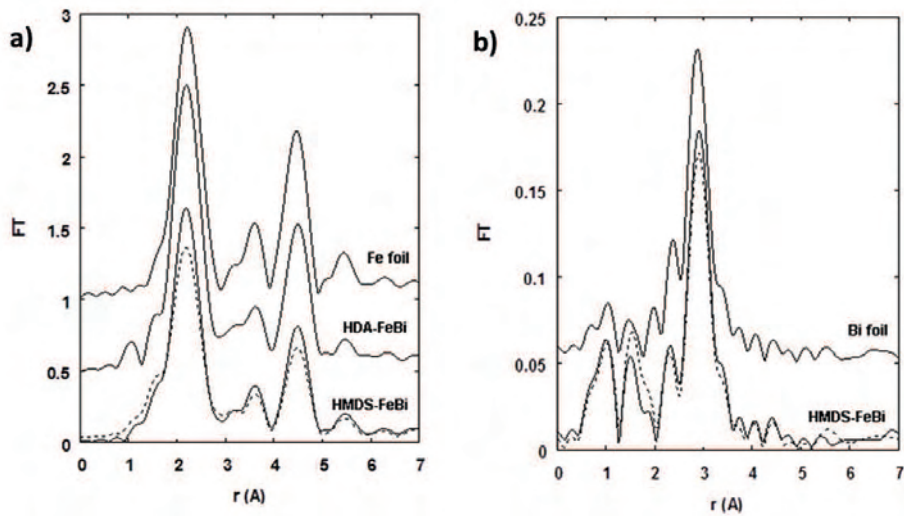 a)
3
2.5
2
1.5
1
0.5
0
FT
Fe foil
HDA-FeBi
HMDS-FeBi
0 1 2 3 4 5 6 7
r (A)
b)
0.25
0.2
0.15
0.1
0.05
0
FT
Bi foil
HMDS-FeBi
0 1 2 3 4 5 6 7
r (A)